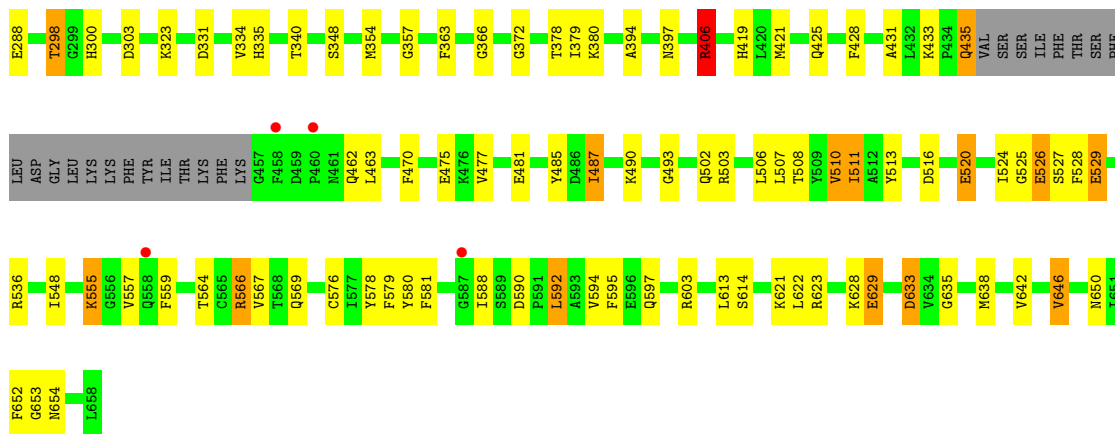 E288 T298 G299 H300 D303 K323 D331 V334 H335 T340 S348 M354 G357 F363 G366 G372 T378 I379 K380 A394 N397 R406 H419 L420 M421 Q425 F428 A431 L432 K433 P434 Q435 VAL SER SER ILE PHE THR SER PHE
LEU ASP GLY LEU LYS LYS PHE TYR ILE THR LYS PHE LYS G457 F458 D459 P460 N461 Q462 L463 F470 E475 K476 V477 E481 Y485 D486 I487 K490 G493 Q502 R503 L506 L507 T508 Y509 V510 I511 A512 Y513 D516 E520 I524 G525 E526 S527 F528 E529
R536 I548 K555 G556 V557 Q558 F559 T564 C565 R566 V567 T568 Q569 C576 I577 Y578 F579 Y580 F581 G587 I588 S589 D590 P591 L592 A593 V594 F595 E596 Q597 R603 L613 S614 K621 L622 R623 K628 E629 D633 V634 G635 M638 V642 V646 N650 I651
F652 G653 N654 L658